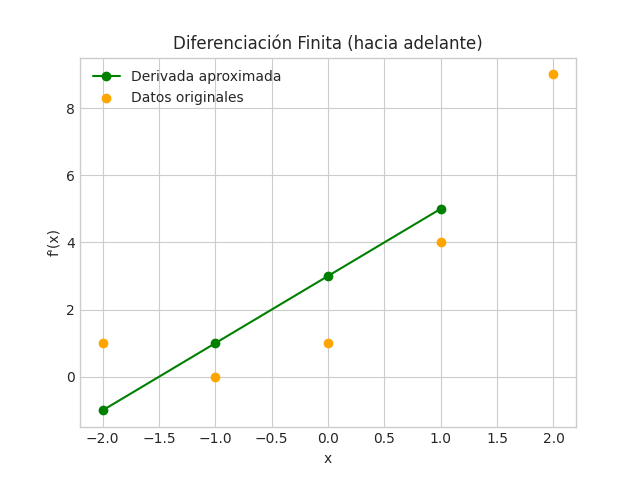 Diferenciación Finita (hacia adelante)
Derivada aproximada
Datos originales
f'(x)
8
6
4
2
0
−2.0 −1.5 −1.0 −0.5 0.0 0.5 1.0 1.5 2.0
x